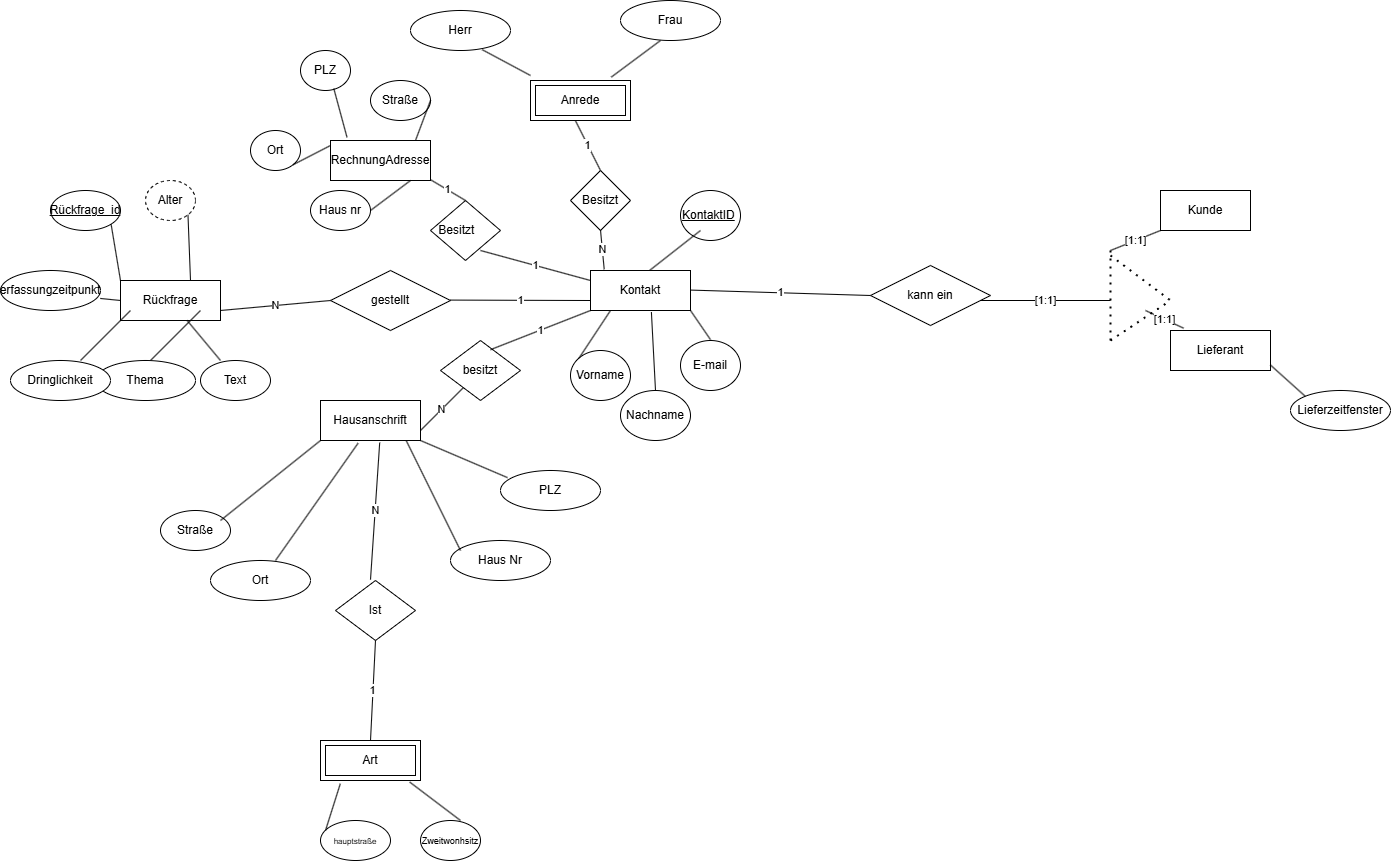 Herr
Frau
PLZ
Straße
Anrede
Ort
RechnungAdresse
1
1
Rückfrage_id
Alter
Haus nr
Besitzt
Besitzt
KontaktID
Kunde
N
[1:1]
1
erfassungzeitpunkt
Rückfrage
N
gestellt
1
Kontakt
1
kann ein
[1:1]
[1:1]
1
Lieferant
Dringlichkeit
Thema
Text
besitzt
Vorname
E-mail
N
Nachname
Lieferzeitfenster
Hausanschrift
PLZ
N
Straße
Haus Nr
Ort
Ist
1
Art
hauptstraße
Zweitwonhsitz